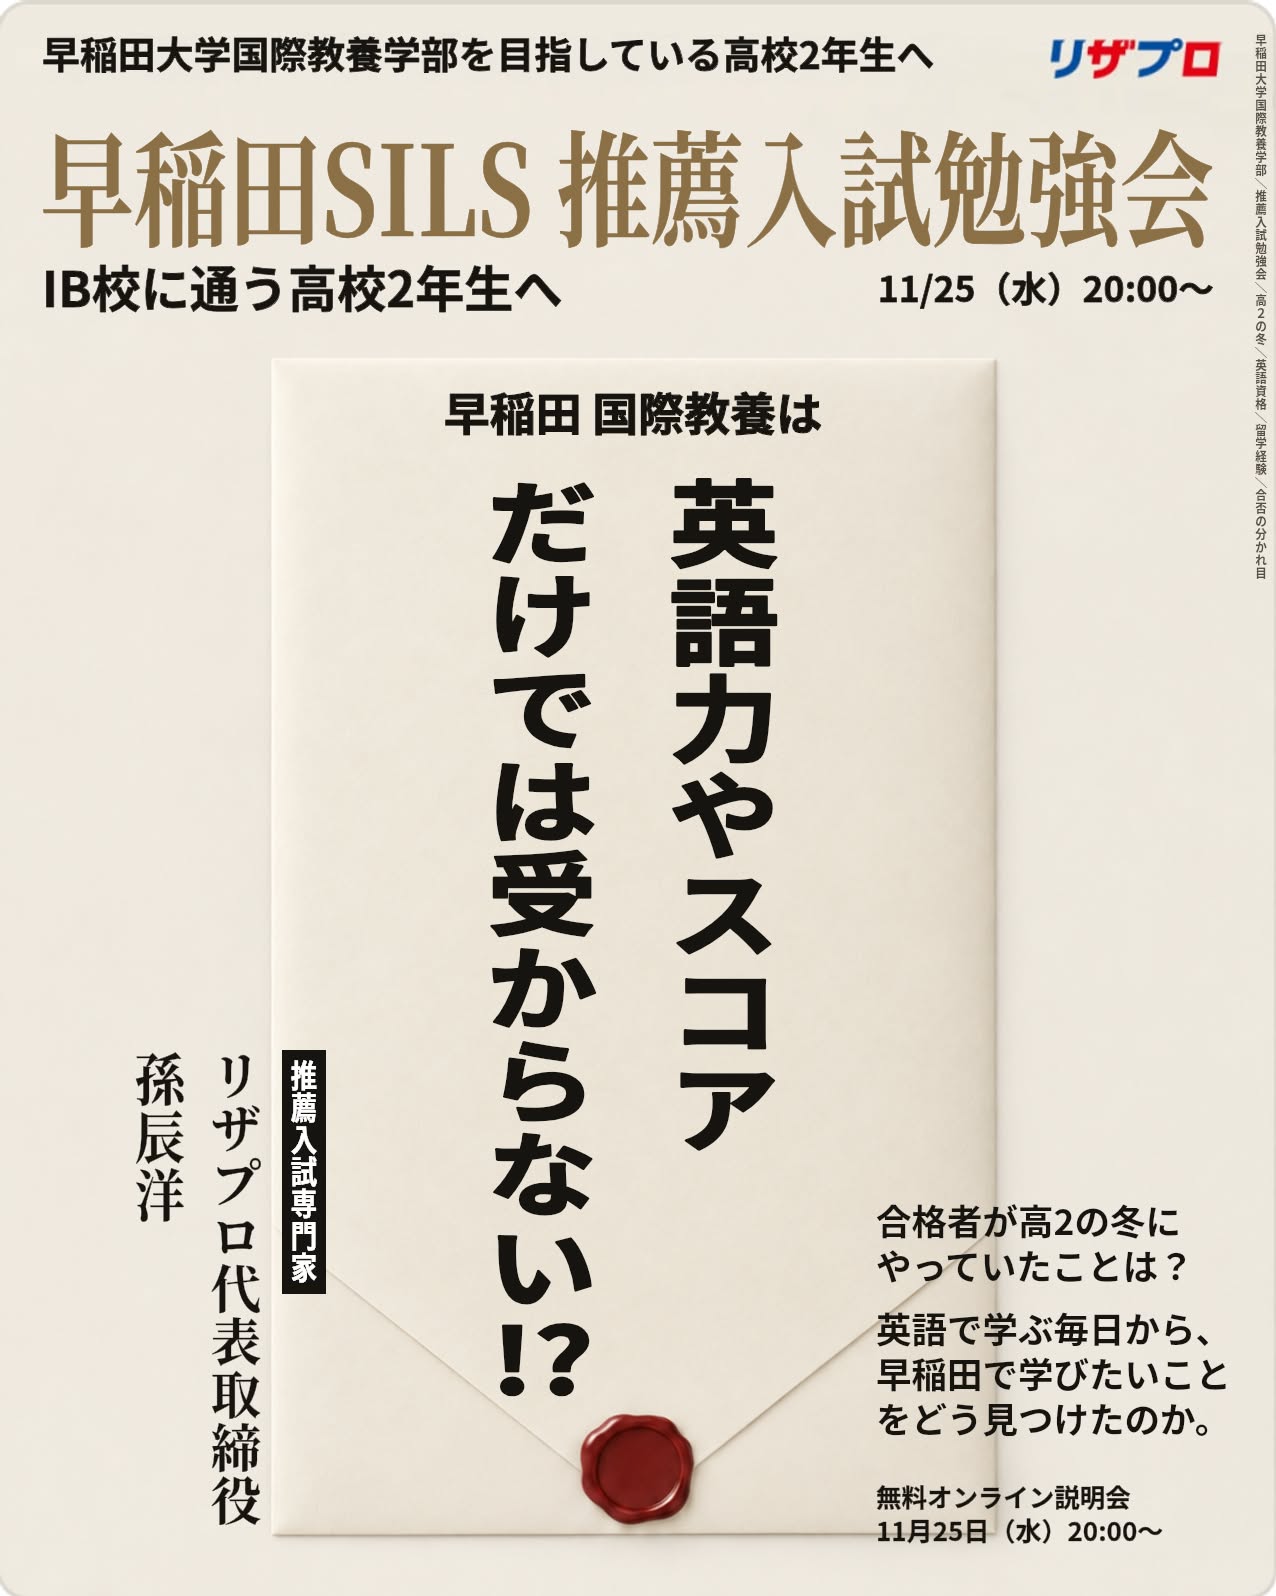 早稲田大学国際教養学部を目指している高校2年生へ
リザプロ
早稲田SILS 推薦入試勉強会
IB校に通う高校2年生へ
11/25（水）20:00〜
早稲田大学国際教養学部／推薦入試勉強会／高2の冬／英語資格／留学経験／合否の分かれ目
早稲田 国際教養は
英語力やスコア
だけでは受からない!?
推薦入試専門家
リザプロ代表取締役
孫辰洋
合格者が高2の冬に
やっていたことは？
英語で学ぶ毎日から、
早稲田で学びたいこと
をどう見つけたのか。
無料オンライン説明会
11月25日（水）20:00〜